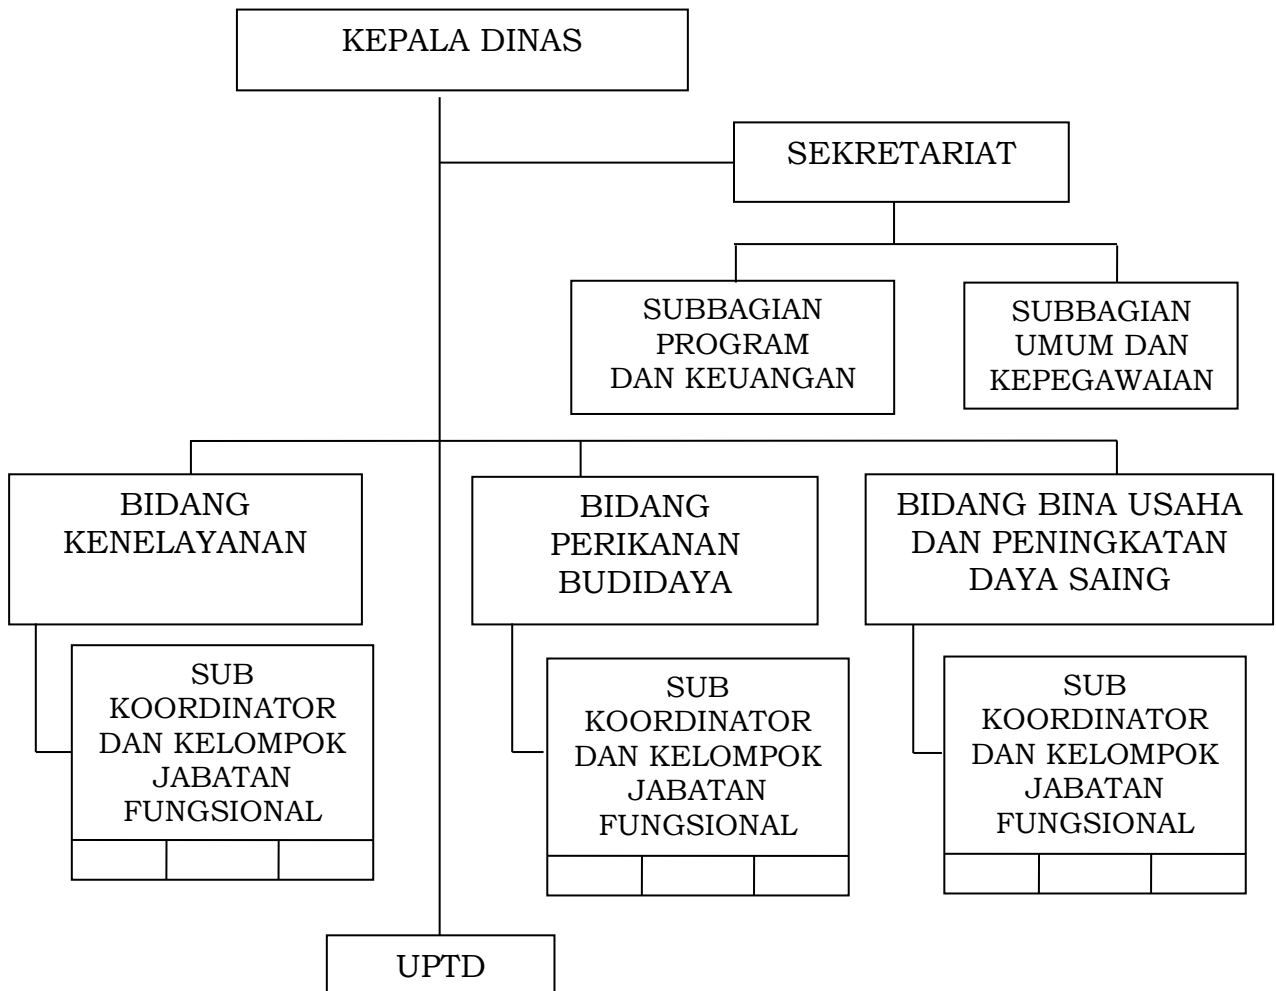 KEPALA DINAS
SEKRETARIAT
SUBBAGIAN
PROGRAM
DAN KEUANGAN
SUBBAGIAN
UMUM DAN
KEPEGAWAIAN
BIDANG
KENELAYANAN
BIDANG
PERIKANAN
BUDIDAYA
BIDANG BINA USAHA
DAN PENINGKATAN
DAYA SAING
SUB
KOORDINATOR
DAN KELOMPOK
JABATAN
FUNGSIONAL
SUB
KOORDINATOR
DAN KELOMPOK
JABATAN
FUNGSIONAL
SUB
KOORDINATOR
DAN KELOMPOK
JABATAN
FUNGSIONAL
UPTD